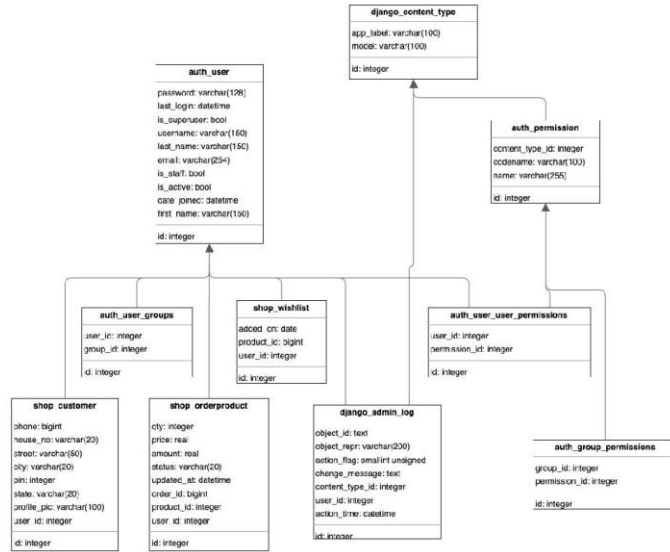 django_content_type
app_label: varchar(100)
model: varchar(100)
id: integer
auth_user
password: varchar(128)
last_login: datetime
is_superuser: bool
username: varchar(150)
last_name: varchar(150)
email: varchar(254)
is_staff: bool
is_active: bool
date_joined: datetime
first_name: varchar(150)
id: integer
auth_permission
content_type_id: integer
codename: varchar(100)
name: varchar(255)
id: integer
auth_user_groups
user_id: integer
group_id: integer
id: integer
shop_wishlist
added_on: date
product_id: bigint
user_id: integer
id: integer
auth_user_user_permissions
user_id: integer
permission_id: integer
id: integer
shop_customer
phone: bigint
house_no: varchar(20)
street: varchar(50)
city: varchar(20)
pin: integer
state: varchar(20)
profile_pic: varchar(100)
user_id: integer
id: integer
shop_orderproduct
qty: integer
price: real
amount: real
status: varchar(20)
updated_at: datetime
order_id: bigint
product_id: integer
user_id: integer
id: integer
django_admin_log
object_id: text
object_repr: varchar(200)
action_flag: smallint unsigned
change_message: text
content_type_id: integer
user_id: integer
action_time: datetime
id: integer
auth_group_permissions
group_id: integer
permission_id: integer
id: integer